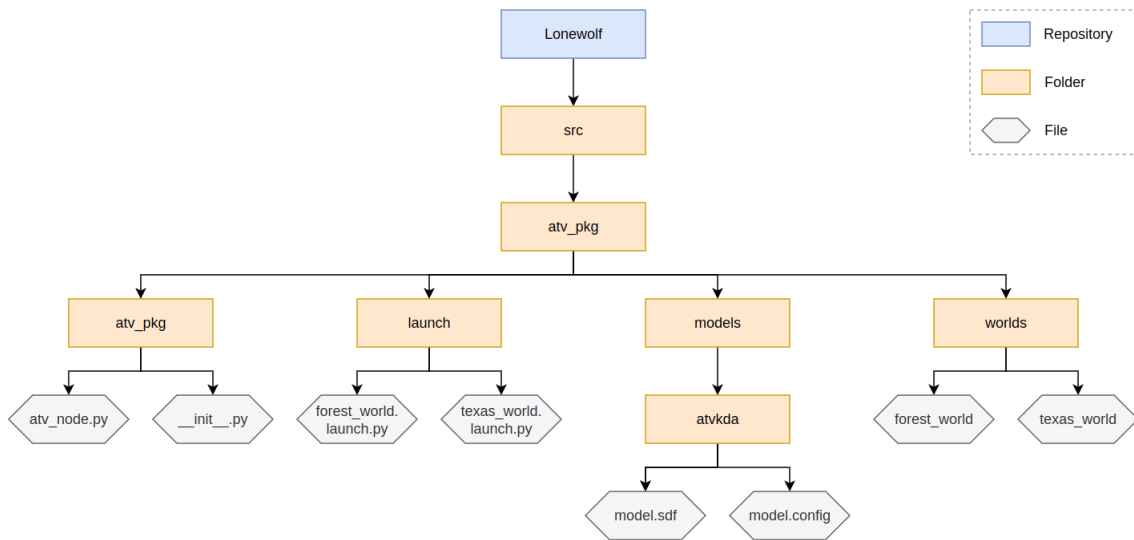 Lonewolf
Repository
Folder
File
src
atv_pkg
atv_pkg
launch
models
worlds
atv_node.py
__init__.py
forest_world.
launch.py
texas_world.
launch.py
atvkda
forest_world
texas_world
model.sdf
model.config